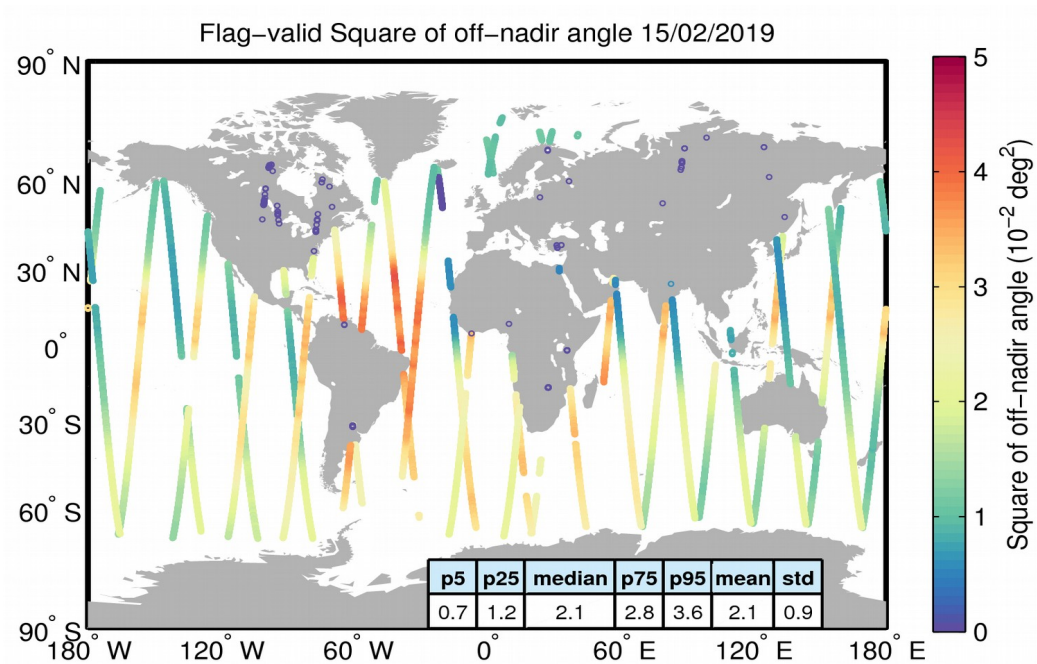 Flag−valid Square of off−nadir angle 15/02/2019
90° N
60° N
30° N
0°
30° S
60° S
90° S
180° W
120° W
60° W
0°
60° E
120° E
180° E
p5 p25 median p75 p95 mean std
0.7 1.2 2.1 2.8 3.6 2.1 0.9
5
4
3
2
1
0
Square of off−nadir angle (10⁻² deg²)